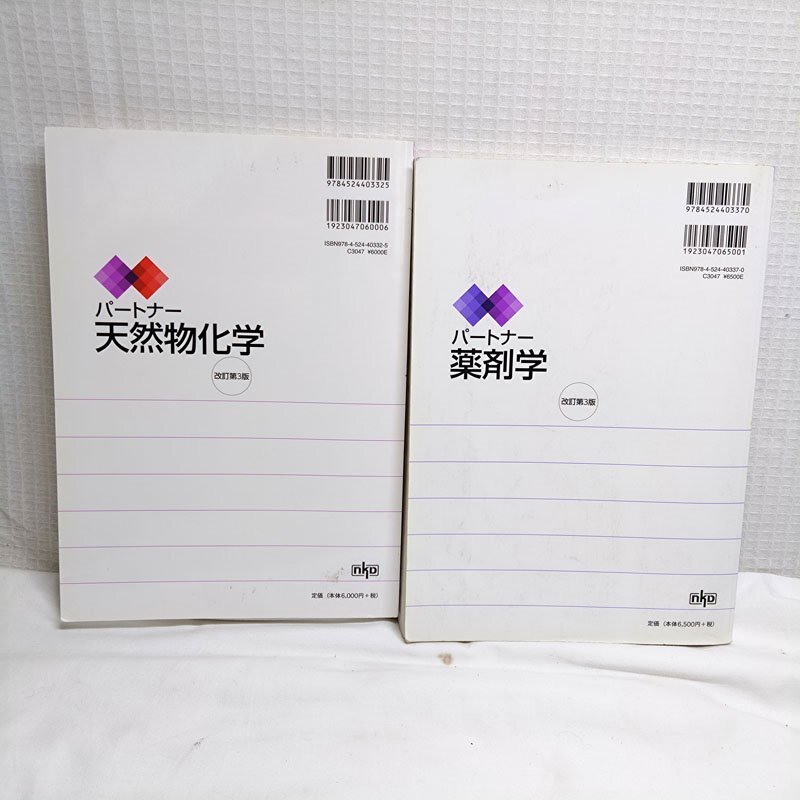 9784524403325
1923047060006
ISBN978-4-524-40332-5
C3047 ¥6000E
パートナー
天然物化学
改訂第3版
nkD
定価（本体6,000円＋税）
9784524403370
1923047065001
ISBN978-4-524-40337-0
C3047 ¥6500E
パートナー
薬剤学
改訂第3版
nkD
定価（本体6,500円＋税）